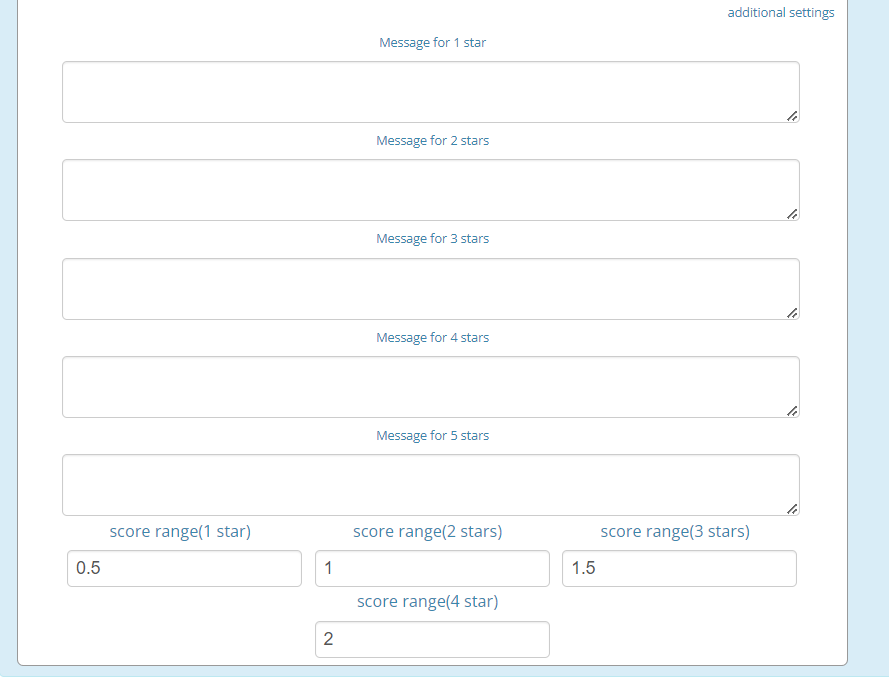 additional settings
Message for 1 star
Message for 2 stars
Message for 3 stars
Message for 4 stars
Message for 5 stars
score range(1 star) score range(2 stars) score range(3 stars)
0.5 1 1.5
score range(4 star)
2